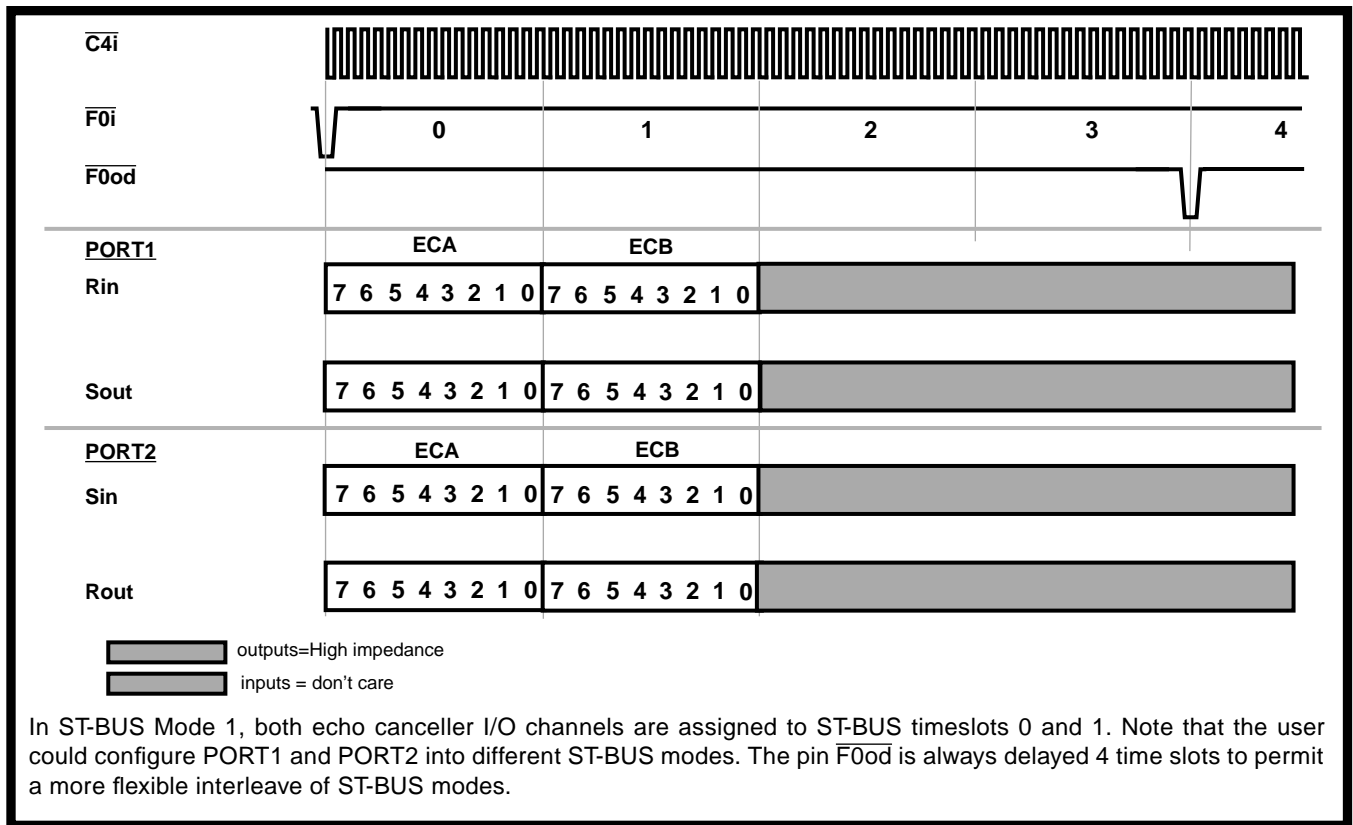 C4i
F0i
0 1 2 3 4
F0od
PORT1
ECA ECB
Rin
7 6 5 4 3 2 1 0 7 6 5 4 3 2 1 0
Sout
7 6 5 4 3 2 1 0 7 6 5 4 3 2 1 0
PORT2
ECA ECB
Sin
7 6 5 4 3 2 1 0 7 6 5 4 3 2 1 0
Rout
7 6 5 4 3 2 1 0 7 6 5 4 3 2 1 0
outputs=High impedance
inputs = don't care
In ST-BUS Mode 1, both echo canceller I/O channels are assigned to ST-BUS timeslots 0 and 1. Note that the user
could configure PORT1 and PORT2 into different ST-BUS modes. The pin F0od is always delayed 4 time slots to permit
a more flexible interleave of ST-BUS modes.